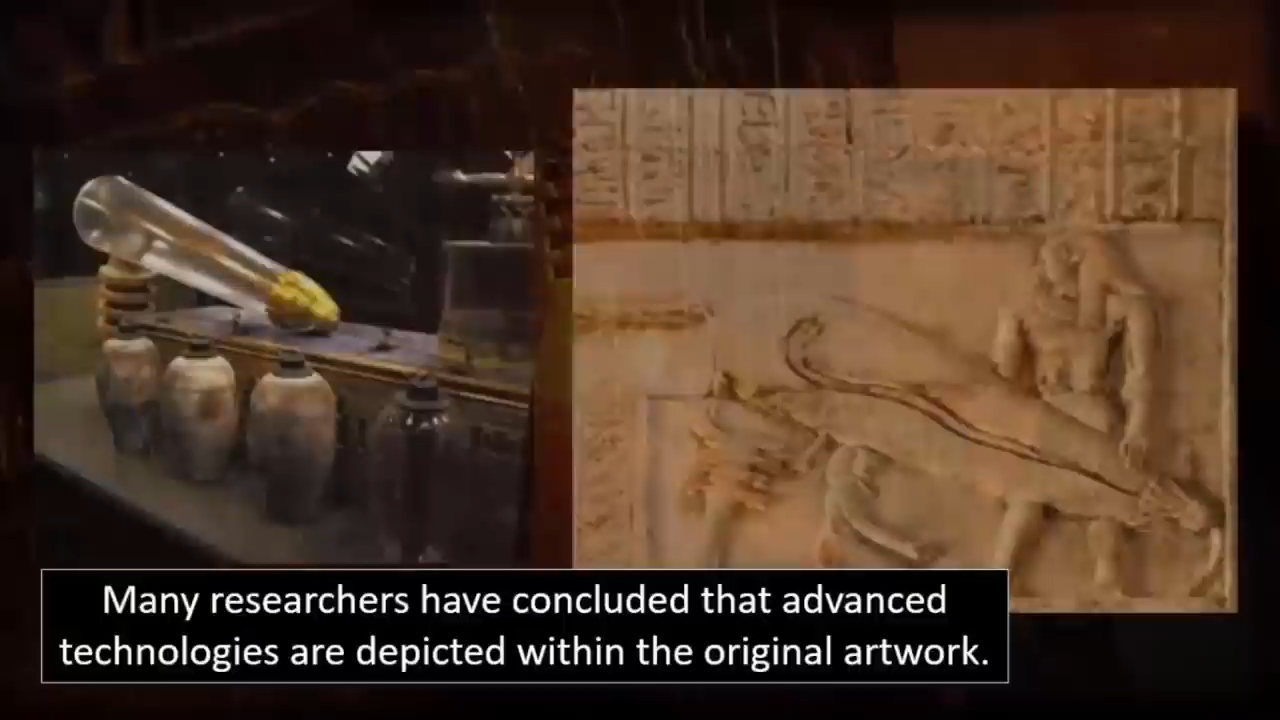 Many researchers have concluded that advanced
technologies are depicted within the original artwork.